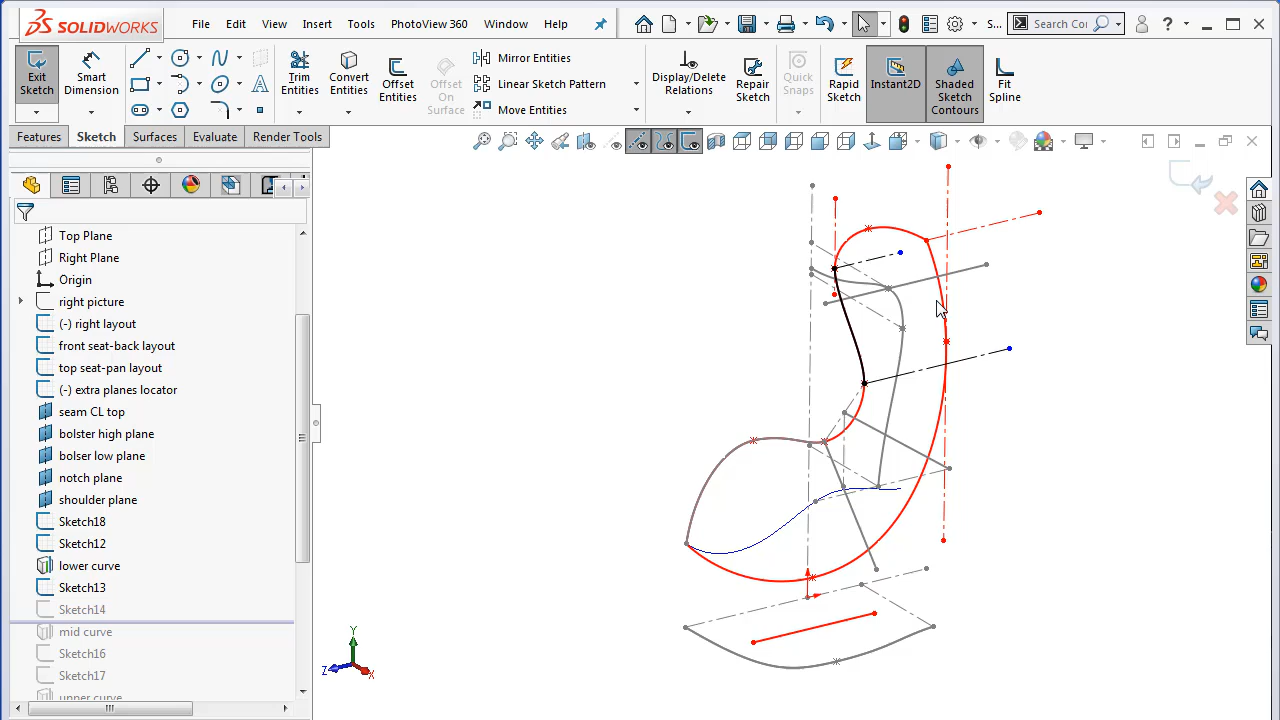 SOLIDWORKS File Edit View Insert Tools PhotoView 360 Window Help S... Search Co
Exit Sketch
Smart Dimension
Trim Entities
Convert Entities
Offset Entities
Offset On Surface
Mirror Entities
Linear Sketch Pattern
Move Entities
Display/Delete Relations
Repair Sketch
Quick Snaps
Rapid Sketch
Instant2D
Shaded Sketch Contours
Fit Spline
Features Sketch Surfaces Evaluate Render Tools
Top Plane
Right Plane
Origin
right picture
(-) right layout
front seat-back layout
top seat-pan layout
(-) extra planes locator
seam CL top
bolster high plane
bolser low plane
notch plane
shoulder plane
Sketch18
Sketch12
lower curve
Sketch13
Sketch14
mid curve
Sketch16
Sketch17
upper curve
Y
Z
X